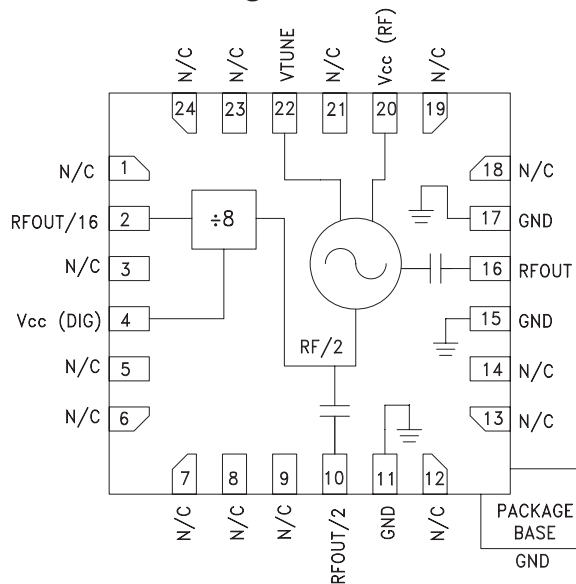 N/C
N/C
VTUNE
N/C
Vcc (RF)
N/C
24
23
22
21
20
19
N/C
1
18
N/C
RFOUT/16
2
÷8
17
GND
N/C
3
16
RFOUT
Vcc (DIG)
4
15
GND
RF/2
N/C
5
14
N/C
N/C
6
13
N/C
7
8
9
10
11
12
N/C
N/C
N/C
RFOUT/2
GND
N/C
PACKAGE
BASE
GND